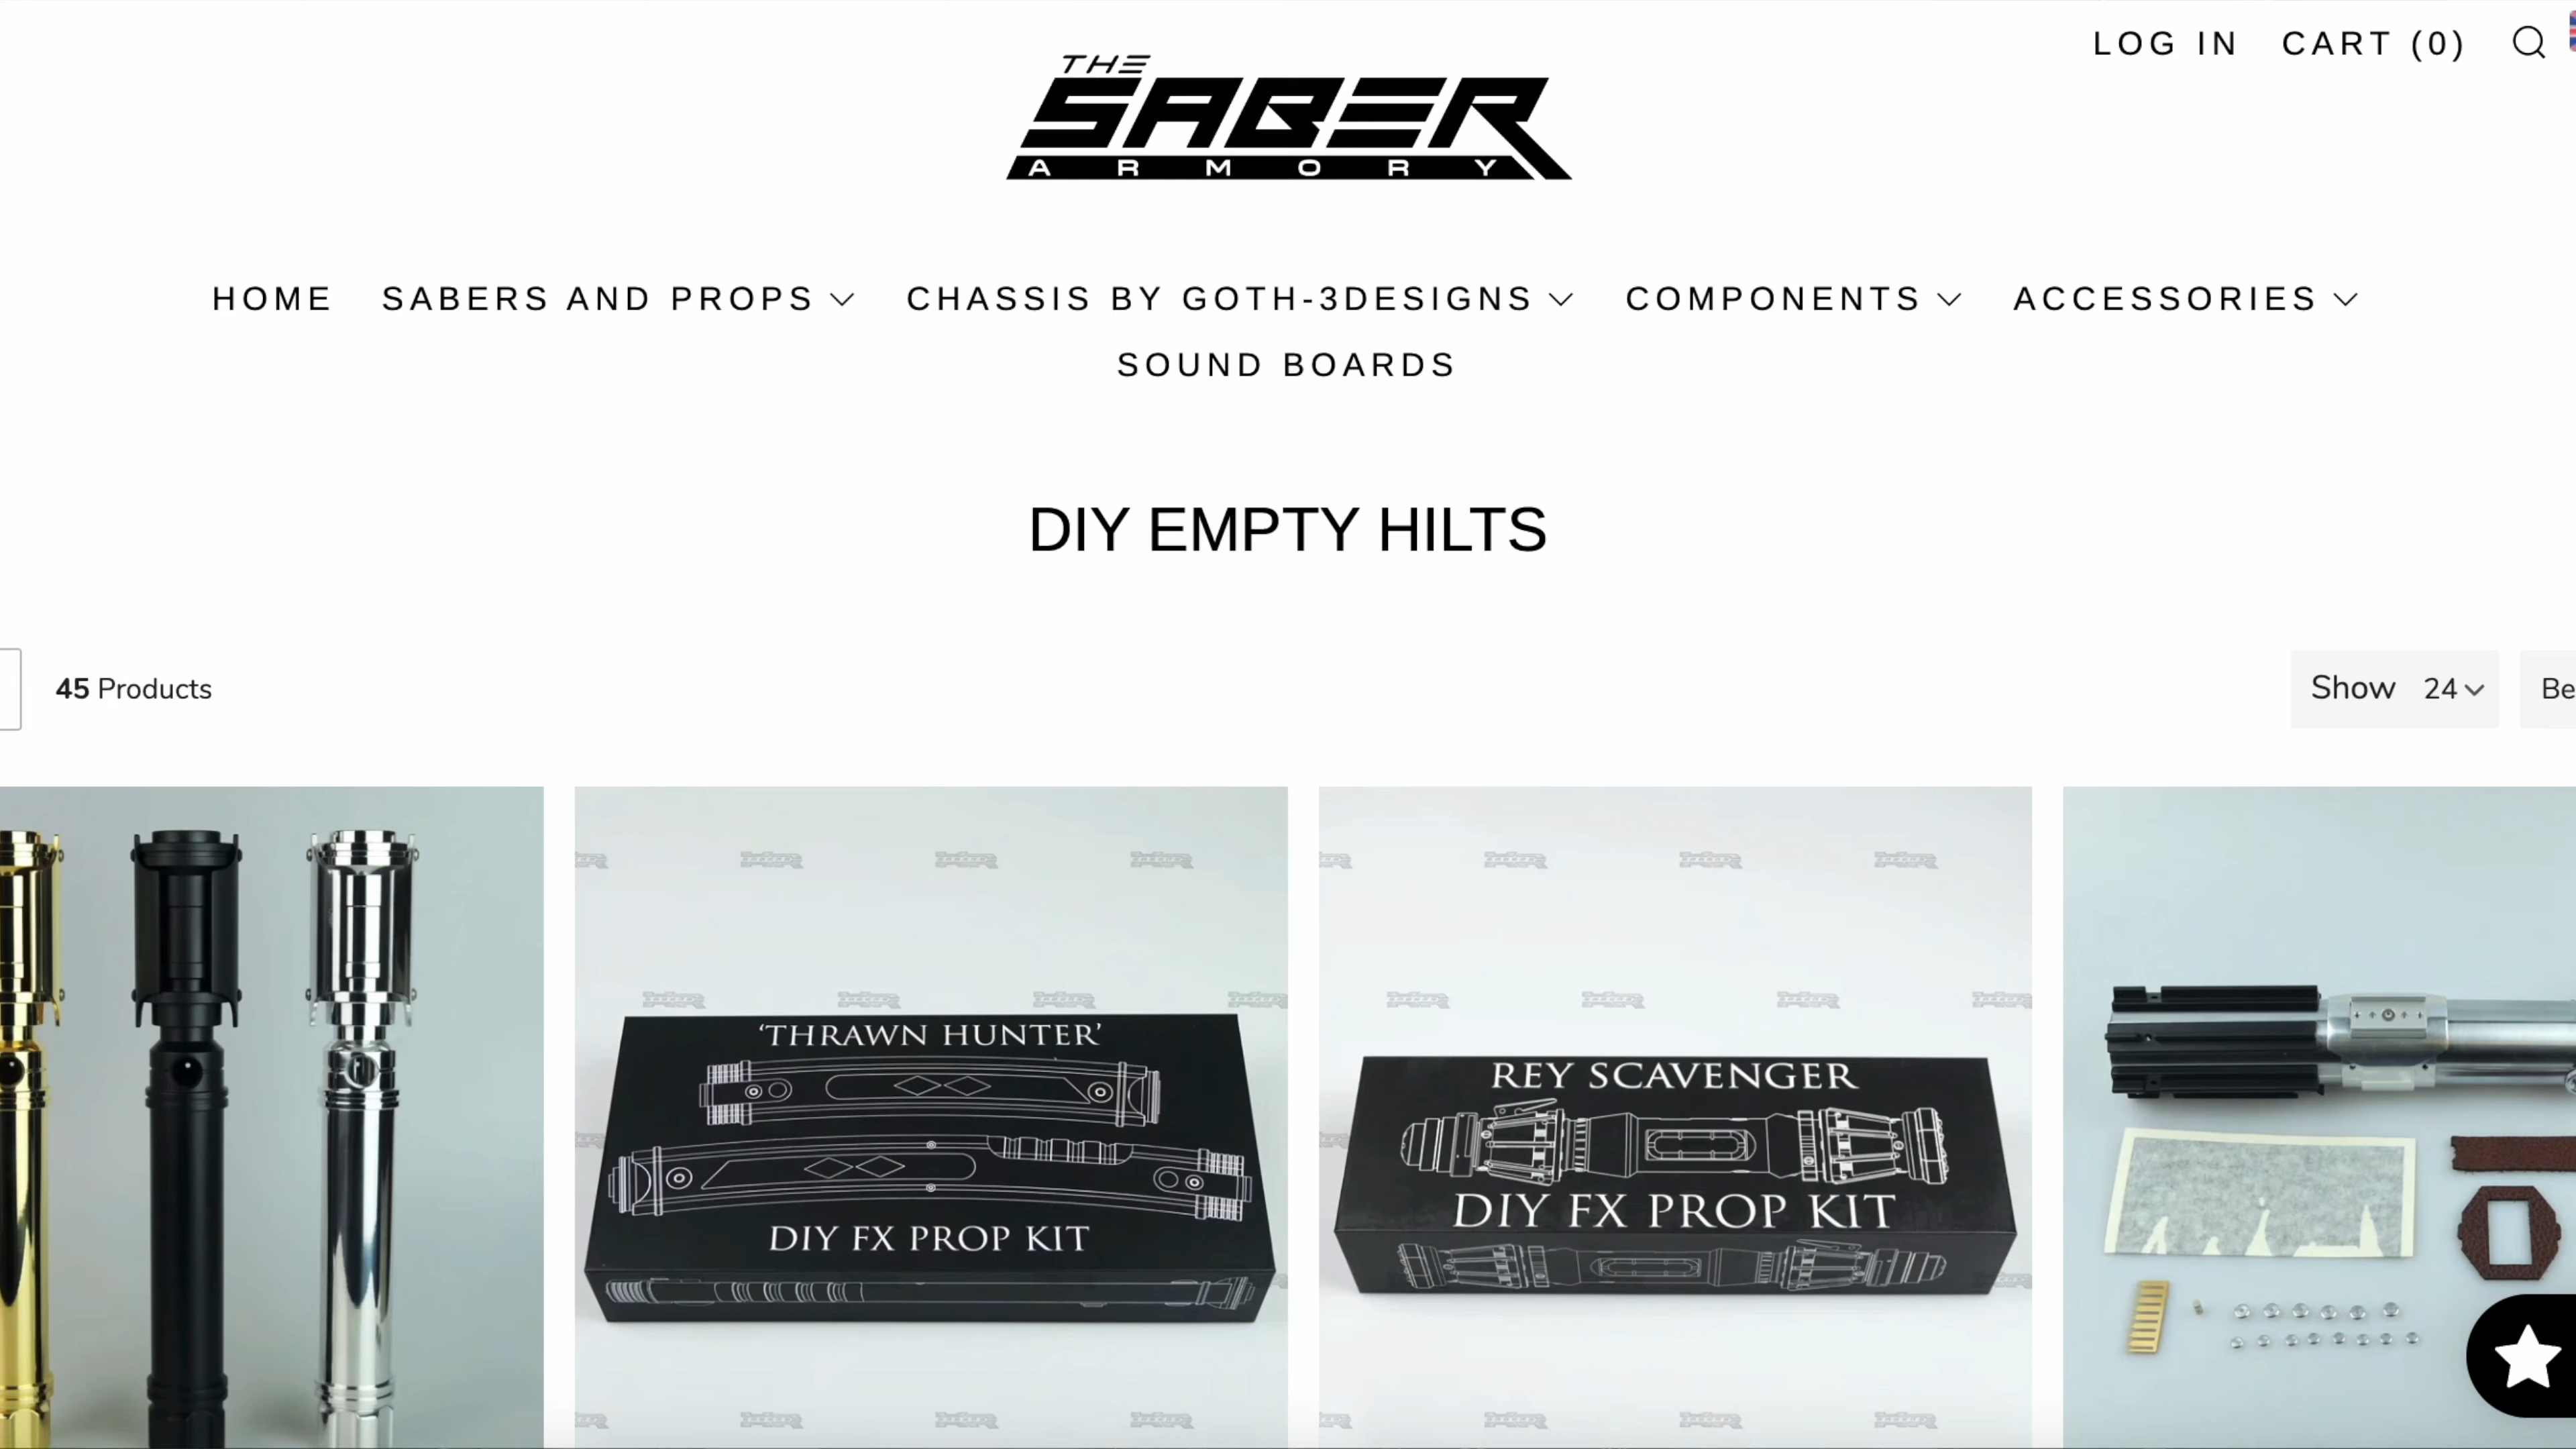 LOG IN CART (0)
THE
SABER
ARMORY
HOME SABERS AND PROPS CHASSIS BY GOTH-3DESIGNS COMPONENTS ACCESSORIES
SOUND BOARDS
DIY EMPTY HILTS
45 Products
Show 24
Be
'THRAWN HUNTER'
DIY FX PROP KIT
REY SCAVENGER
DIY FX PROP KIT